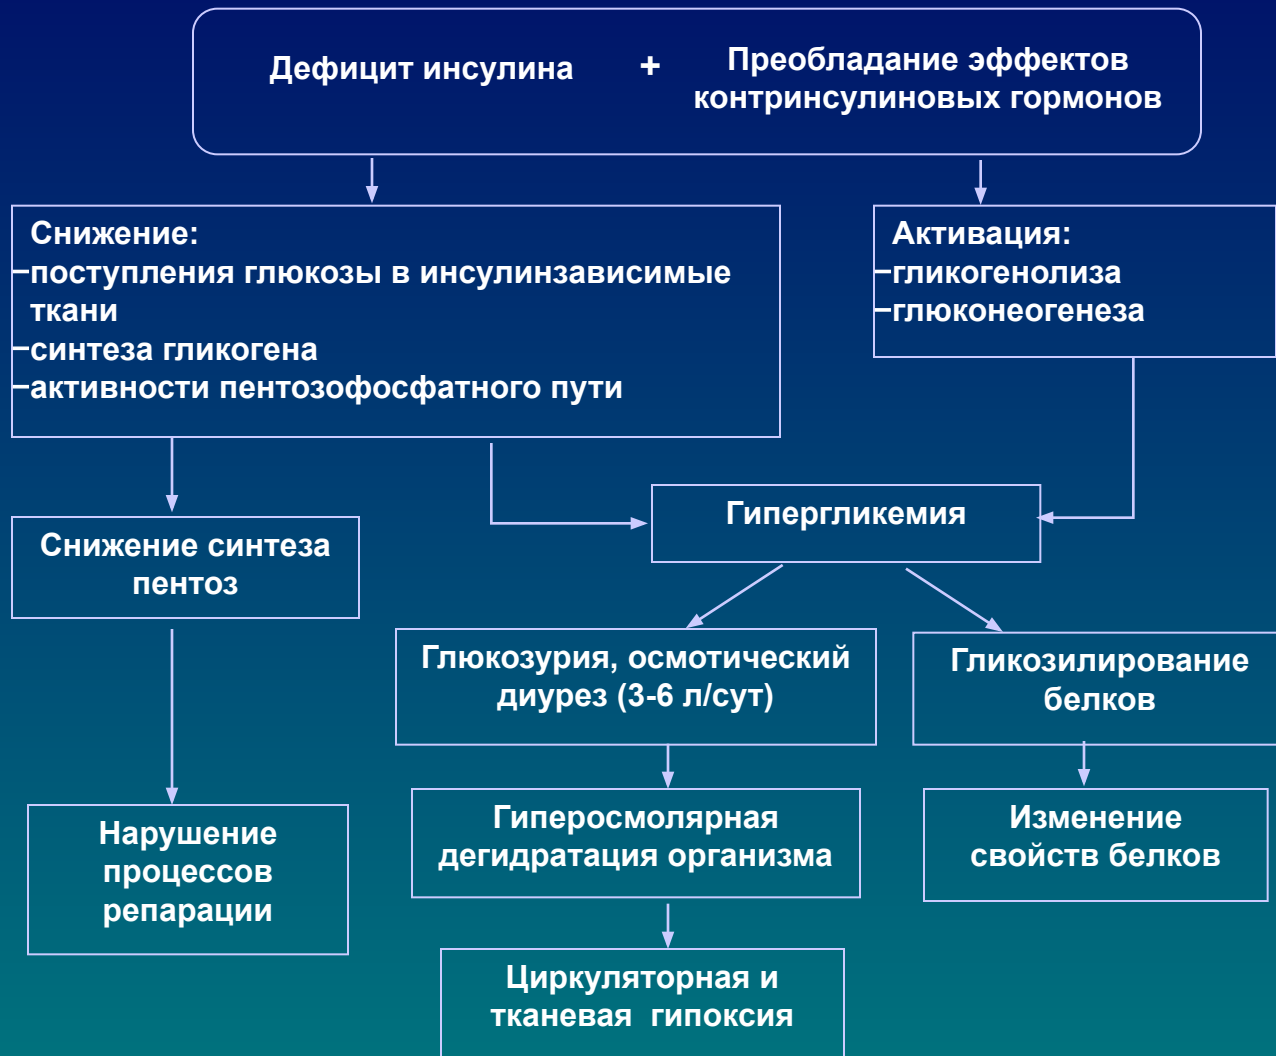 Дефицит инсулина + Преобладание эффектов
контринсулиновых гормонов
Снижение:
–поступления глюкозы в инсулинзависимые
ткани
–синтеза гликогена
–активности пентозофосфатного пути
Активация:
–гликогенолиза
–глюконеогенеза
Гипергликемия
Снижение синтеза
пентоз
Глюкозурия, осмотический
диурез (3-6 л/сут)
Гликозилирование
белков
Нарушение
процессов
репарации
Гиперосмолярная
дегидратация организма
Изменение
свойств белков
Циркуляторная и
тканевая гипоксия